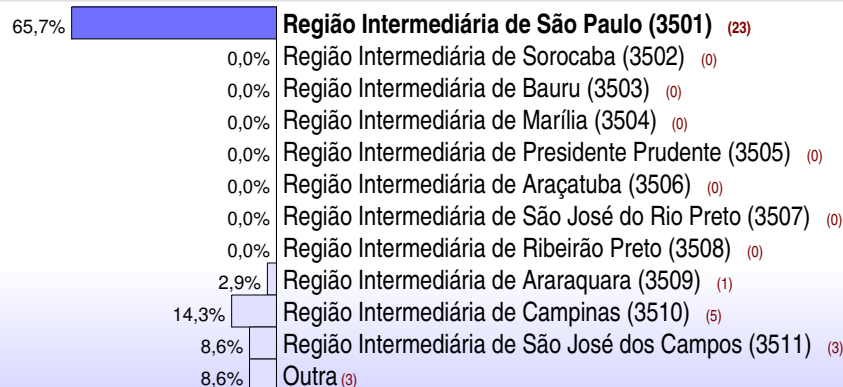 65,7% Região Intermediária de São Paulo (3501) (23)
0,0% Região Intermediária de Sorocaba (3502) (0)
0,0% Região Intermediária de Bauru (3503) (0)
0,0% Região Intermediária de Marília (3504) (0)
0,0% Região Intermediária de Presidente Prudente (3505) (0)
0,0% Região Intermediária de Araçatuba (3506) (0)
0,0% Região Intermediária de São José do Rio Preto (3507) (0)
0,0% Região Intermediária de Ribeirão Preto (3508) (0)
2,9% Região Intermediária de Araraquara (3509) (1)
14,3% Região Intermediária de Campinas (3510) (5)
8,6% Região Intermediária de São José dos Campos (3511) (3)
8,6% Outra (3)